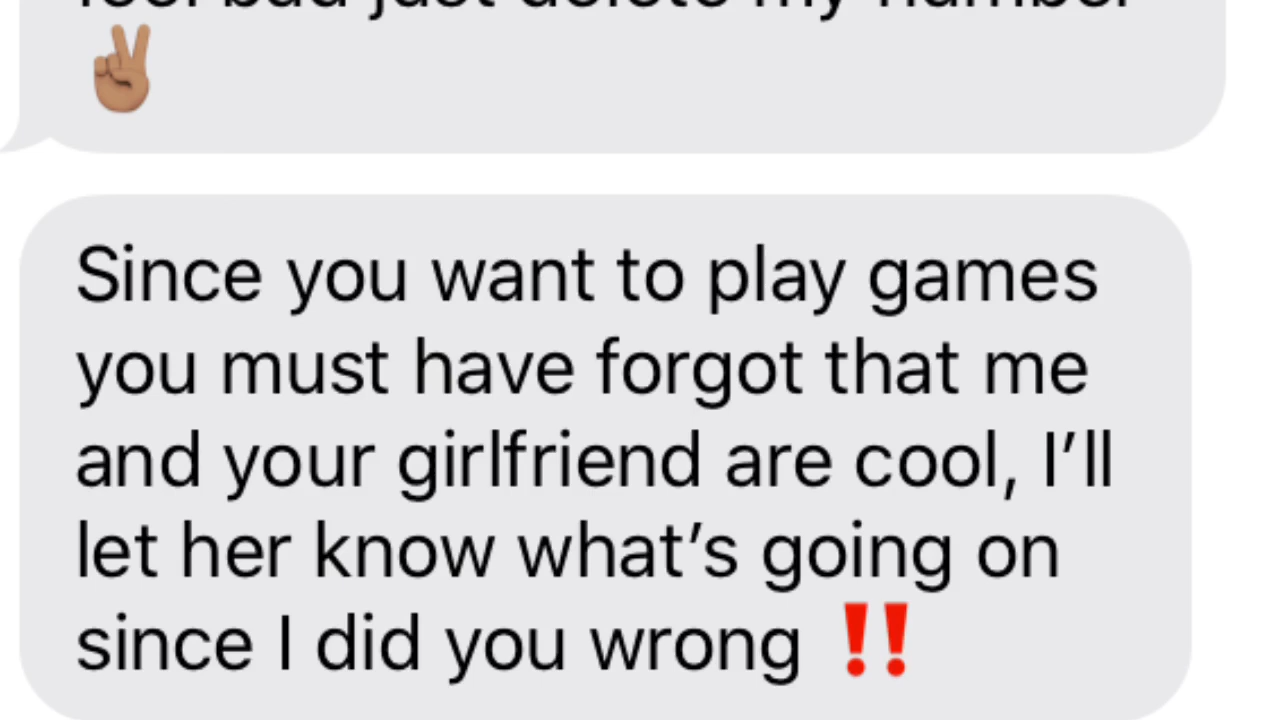 feel bad just delete my number
✌🏽
Since you want to play games
you must have forgot that me
and your girlfriend are cool, I’ll
let her know what’s going on
since I did you wrong ‼️